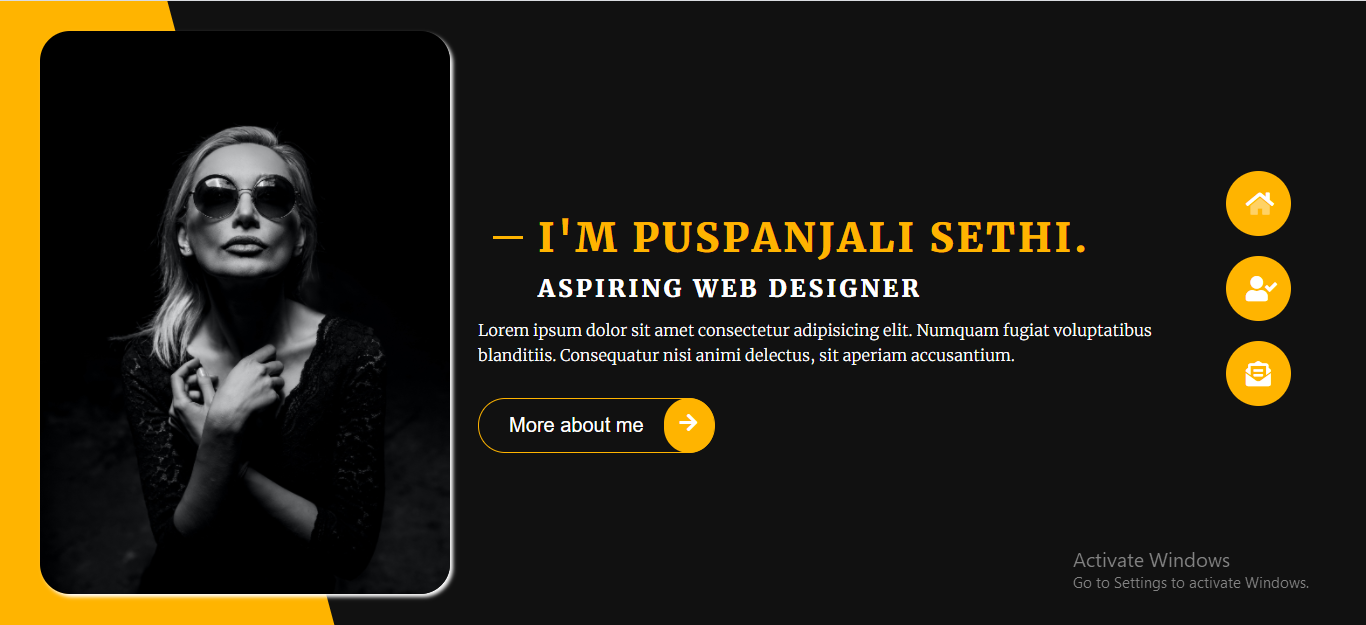 I'M PUSPANJALI SETHI.
ASPIRING WEB DESIGNER
Lorem ipsum dolor sit amet consectetur adipisicing elit. Numquam fugiat voluptatibus
blanditiis. Consequatur nisi animi delectus, sit aperiam accusantium.
More about me
Activate Windows
Go to Settings to activate Windows.